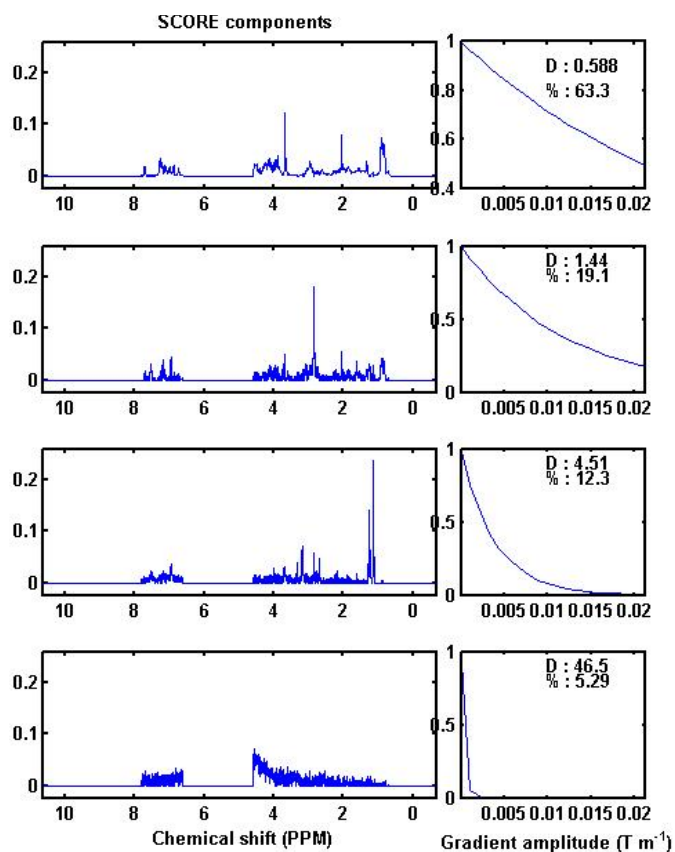 SCORE components
0.2
0.1
0
10 8 6 4 2 0
1
0.8
0.6
0.4
D : 0.588
% : 63.3
0.005 0.01 0.015 0.02
0.2
0.1
0
10 8 6 4 2 0
1
0.5
0
D : 1.44
% : 19.1
0.005 0.01 0.015 0.02
0.2
0.1
0
10 8 6 4 2 0
1
0.5
0
D : 4.51
% : 12.3
0.005 0.01 0.015 0.02
0.2
0.1
0
10 8 6 4 2 0
Chemical shift (PPM)
1
0.5
0
D : 46.5
% : 5.29
0.005 0.01 0.015 0.02
Gradient amplitude (T m⁻¹)